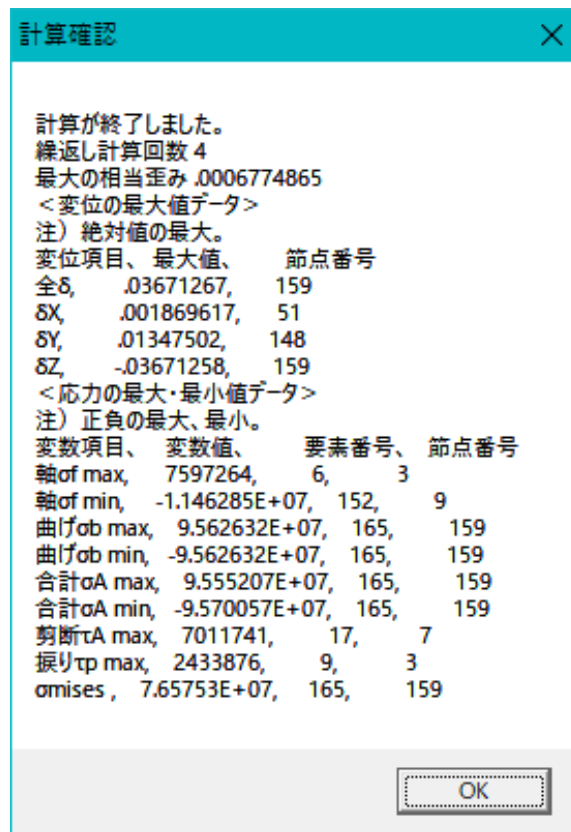 計算確認
計算が終了しました。
繰返し計算回数 4
最大の相当歪み .0006774865
＜変位の最大値データ＞
注）絶対値の最大。
変位項目、 最大値、 節点番号
全δ, .03671267, 159
δX, .001869617, 51
δY, .01347502, 148
δZ, -.03671258, 159
＜応力の最大・最小値データ＞
注）正負の最大、最小。
変数項目、 変数値、 要素番号、 節点番号
軸σf max, 7597264, 6, 3
軸σf min, -1.146285E+07, 152, 9
曲げσb max, 9.562632E+07, 165, 159
曲げσb min, -9.562632E+07, 165, 159
合計σA max, 9.555207E+07, 165, 159
合計σA min, -9.570057E+07, 165, 159
剪断τA max, 7011741, 17, 7
捩りτp max, 2433876, 9, 3
σmises , 7.65753E+07, 165, 159
OK